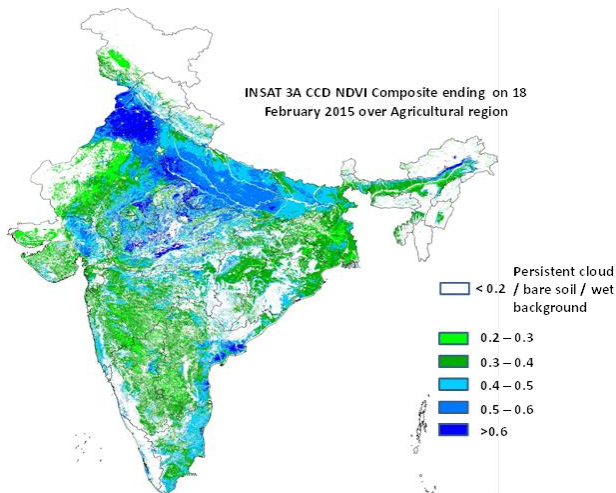 INSAT 3A CCD NDVI Composite ending on 18
February 2015 over Agricultural region
< 0.2 Persistent cloud
/ bare soil / wet
background
0.2 – 0.3
0.3 – 0.4
0.4 – 0.5
0.5 – 0.6
>0.6